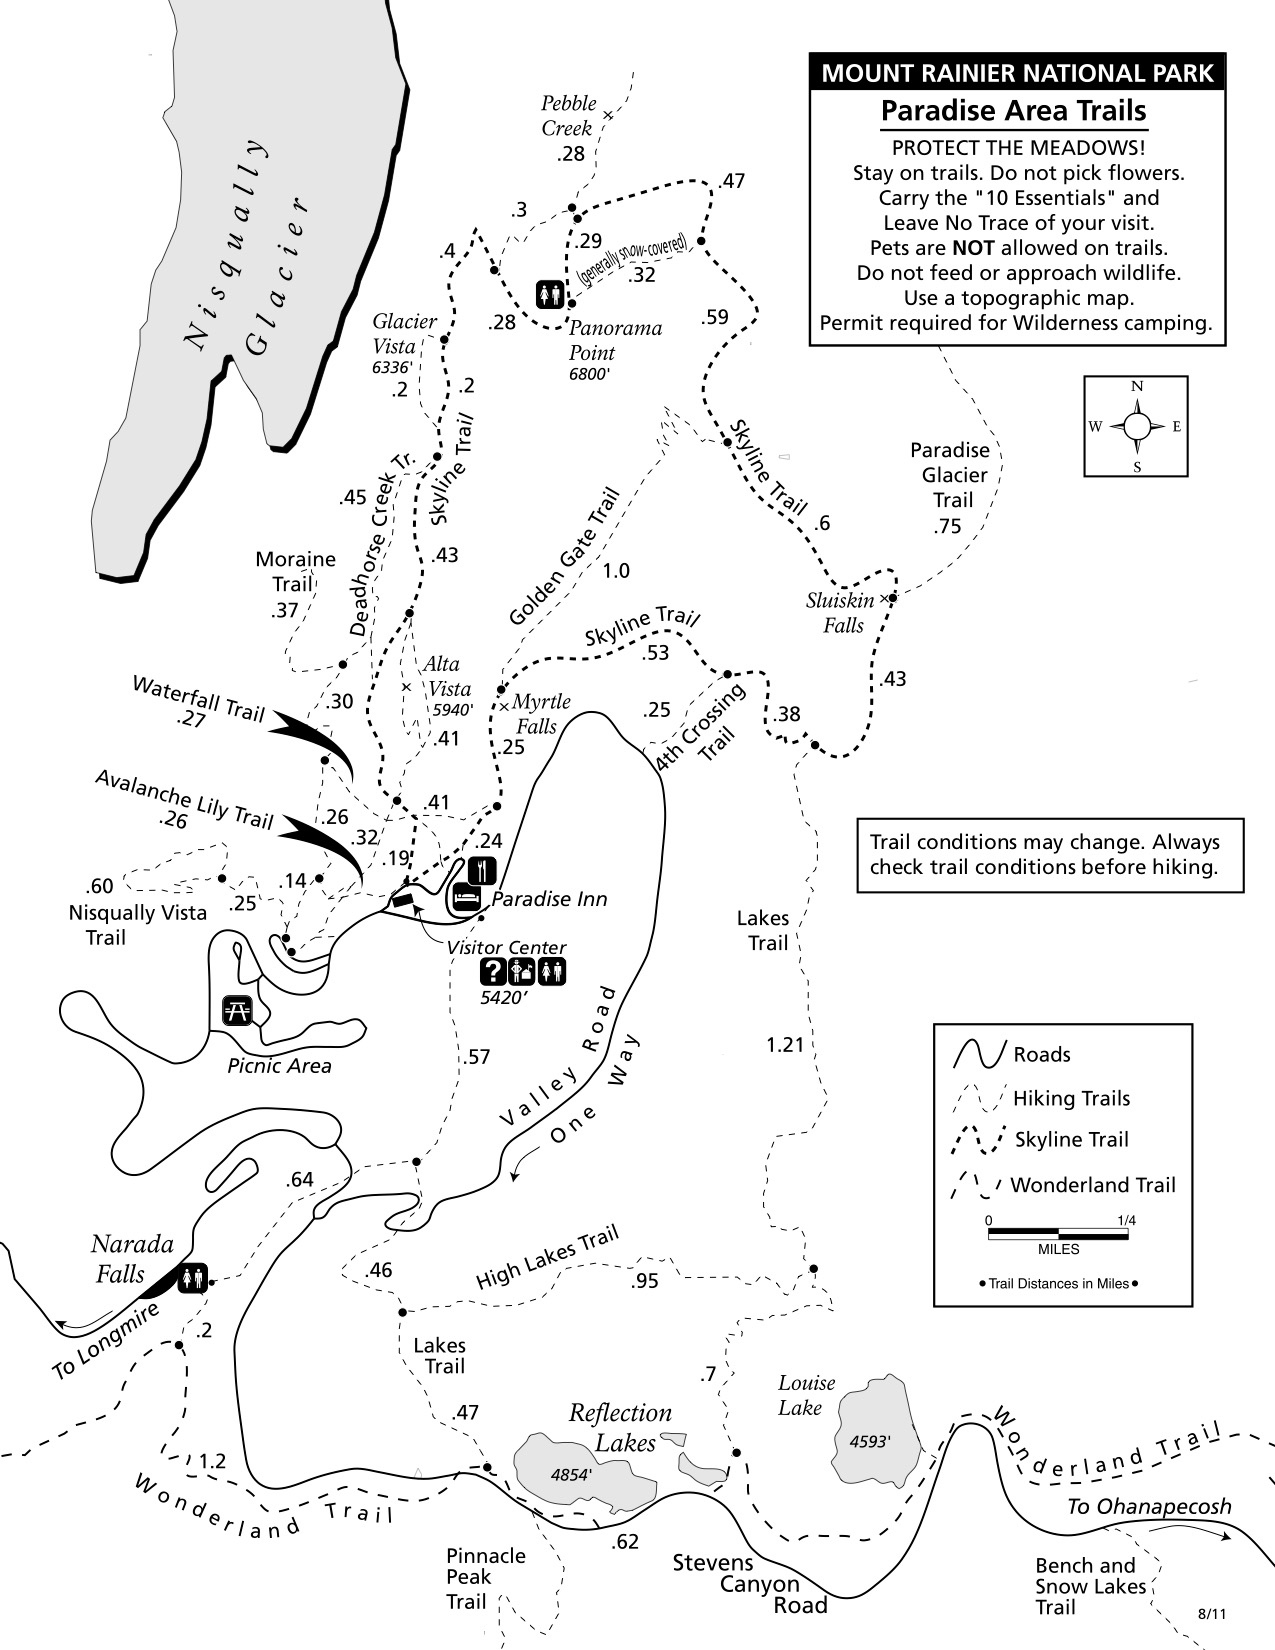 MOUNT RAINIER NATIONAL PARK
Paradise Area Trails
PROTECT THE MEADOWS!
Stay on trails. Do not pick flowers.
Carry the "10 Essentials" and
Leave No Trace of your visit.
Pets are NOT allowed on trails.
Do not feed or approach wildlife.
Use a topographic map.
Permit required for Wilderness camping.
Nisqually
Glacier
Pebble
Creek
.28
.3
.47
.4
.29
(generally snow-covered)
.32
.28
.59
Panorama
Point
6800'
Glacier
Vista
6336'
.2
.2
N
W
E
S
Skyline Trail
Skyline Trail
.6
Paradise
Glacier
Trail
.75
Deadhorse Creek Tr.
.45
.43
Golden Gate Trail
1.0
Moraine
Trail
.37
Sluiskin
Falls
Skyline Trail
.53
.43
Alta
Vista
5940'
.41
Waterfall Trail
.27
.30
Myrtle
Falls
.25
.25
4th Crossing
Trail
.38
Avalanche Lily Trail
.26
.26
.32
.41
.19
.24
Trail conditions may change. Always
check trail conditions before hiking.
.60
.25
.14
Nisqually Vista
Trail
Paradise Inn
Visitor Center
?
5420'
Lakes
Trail
1.21
Picnic Area
.57
Valley Road
One Way
Roads
Hiking Trails
Skyline Trail
Wonderland Trail
0
1/4
MILES
Trail Distances in Miles
.64
Narada
Falls
To Longmire
.2
.46
High Lakes Trail
.95
Lakes
Trail
.47
.7
Louise
Lake
4593'
Reflection
Lakes
4854'
1.2
Wonderland Trail
.62
Wonderland Trail
To Ohanapecosh
Pinnacle
Peak
Trail
Stevens
Canyon
Road
Bench and
Snow Lakes
Trail
8/11